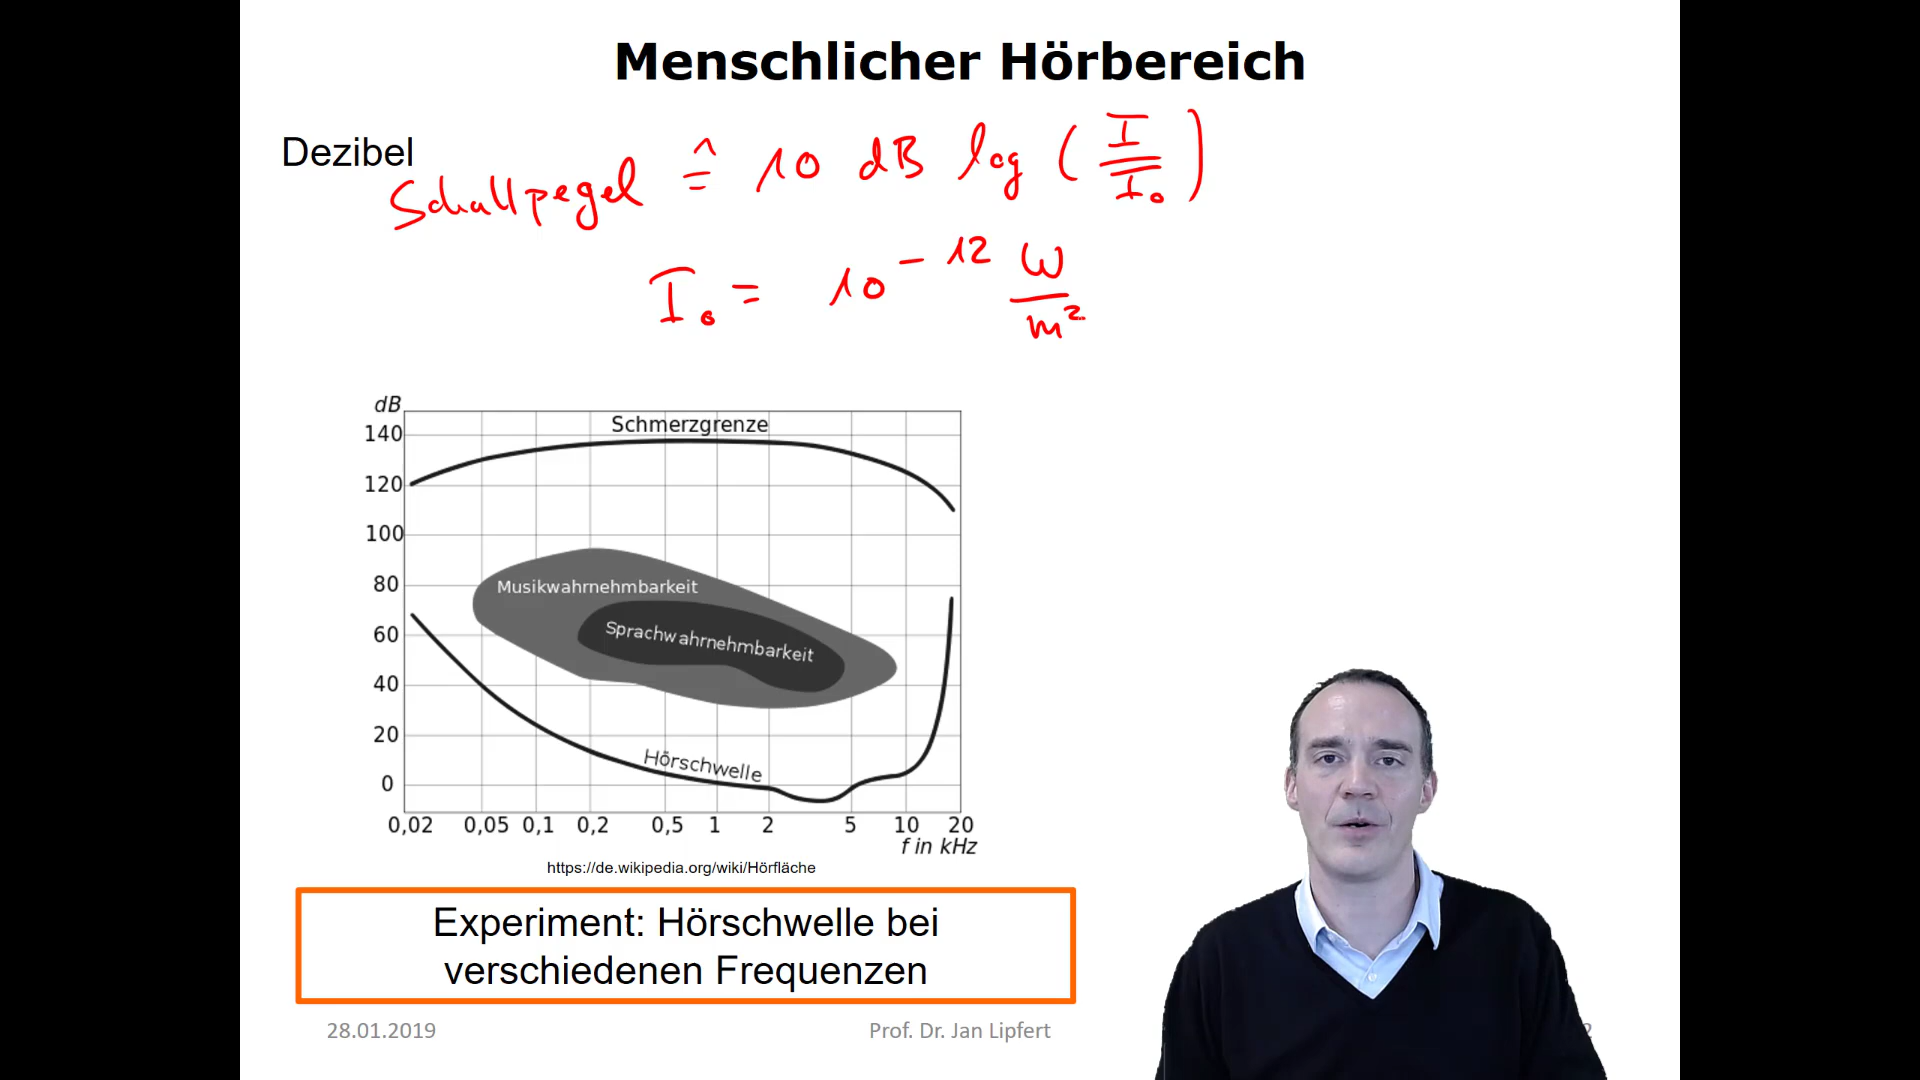 Menschlicher Hörbereich
Dezibel
Schallpegel ≙ 10 dB log (I/I₀)
I₀ = 10⁻¹² W/m²
dB
140
Schmerzgrenze
120
100
80
Musikwahrnehmbarkeit
60
Sprachwahrnehmbarkeit
40
20
Hörschwelle
0
0,02 0,05 0,1 0,2 0,5 1 2 5 10 20
f in kHz
https://de.wikipedia.org/wiki/Hörfläche
Experiment: Hörschwelle bei
verschiedenen Frequenzen
28.01.2019 Prof. Dr. Jan Lipfert